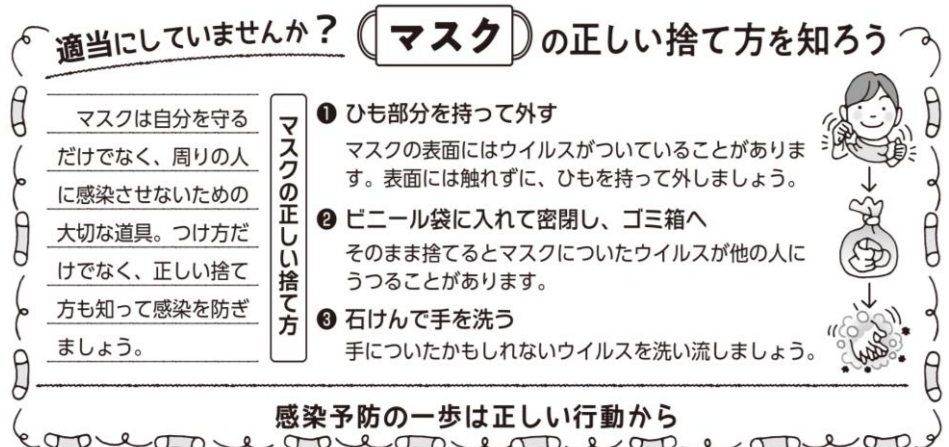 適当にしていませんか？ マスク の正しい捨て方を知ろう
マスクは自分を守る
だけでなく、周りの人
に感染させないための
大切な道具。つけ方だ
けでなく、正しい捨て
方も知って感染を防ぎ
ましょう。
マスクの正しい捨て方
❶ ひも部分を持って外す
マスクの表面にはウイルスがついていることがありま
す。表面には触れずに、ひもを持って外しましょう。
❷ ビニール袋に入れて密閉し、ゴミ箱へ
そのまま捨てるとマスクについたウイルスが他の人に
うつることがあります。
❸ 石けんで手を洗う
手についたかもしれないウイルスを洗い流しましょう。
感染予防の一歩は正しい行動から